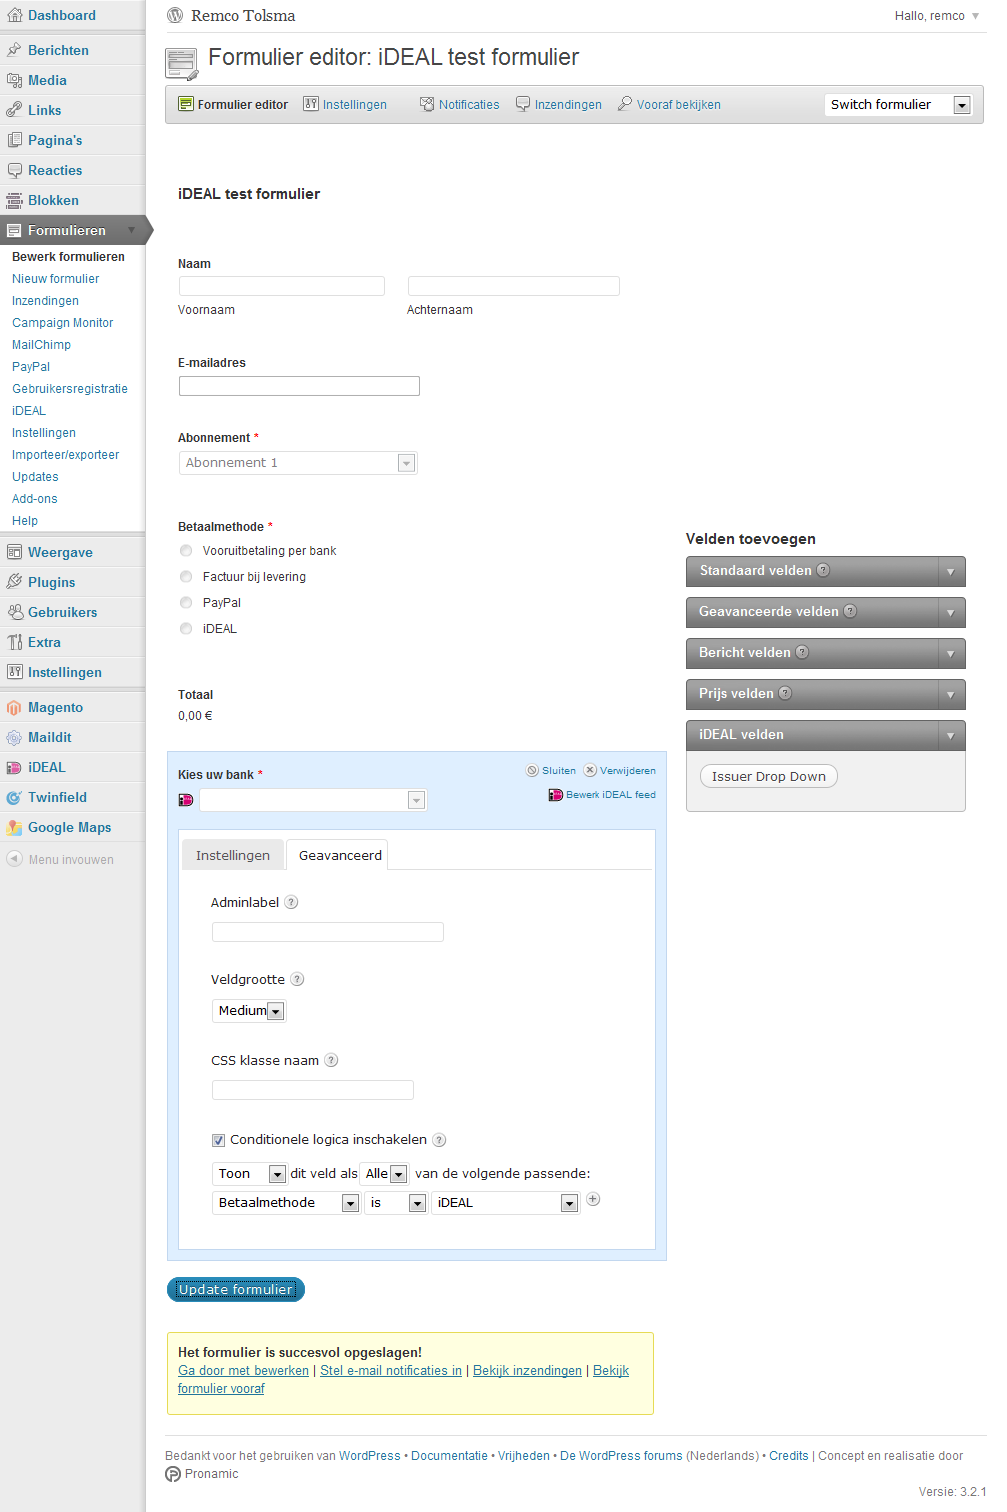 Dashboard
Berichten
Media
Links
Pagina's
Reacties
Blokken
Formulieren
Bewerk formulieren
Nieuw formulier
Inzendingen
Campaign Monitor
MailChimp
PayPal
Gebruikersregistratie
iDEAL
Instellingen
Importeer/exporteer
Updates
Add-ons
Help
Weergave
Plugins
Gebruikers
Extra
Instellingen
Magento
Maildit
iDEAL
Twinfield
Google Maps
Menu invouwen
Remco Tolsma
Hallo, remco
Formulier editor: iDEAL test formulier
Formulier editor Instellingen Notificaties Inzendingen Vooraf bekijken Switch formulier
iDEAL test formulier
Naam
Voornaam Achternaam
E-mailadres
Abonnement *
Abonnement 1
Betaalmethode *
Vooruitbetaling per bank
Factuur bij levering
PayPal
iDEAL
Totaal
0,00 €
Kies uw bank *
Sluiten Verwijderen
Bewerk iDEAL feed
Instellingen Geavanceerd
Adminlabel ?
Veldgrootte ?
Medium
CSS klasse naam ?
Conditionele logica inschakelen ?
Toon dit veld als Alle van de volgende passende:
Betaalmethode is iDEAL
Update formulier
Het formulier is succesvol opgeslagen!
Ga door met bewerken | Stel e-mail notificaties in | Bekijk inzendingen | Bekijk
formulier vooraf
Velden toevoegen
Standaard velden ?
Geavanceerde velden ?
Bericht velden ?
Prijs velden ?
iDEAL velden
Issuer Drop Down
Bedankt voor het gebruiken van WordPress • Documentatie • Vrijheden • De WordPress forums (Nederlands) • Credits | Concept en realisatie door
Pronamic
Versie: 3.2.1